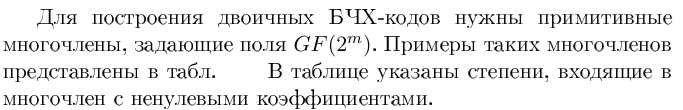 Для построения двоичных БЧХ-кодов нужны примитивные
многочлены, задающие поля GF(2^m). Примеры таких многочленов
представлены в табл. В таблице указаны степени, входящие в
многочлен с ненулевыми коэффициентами.